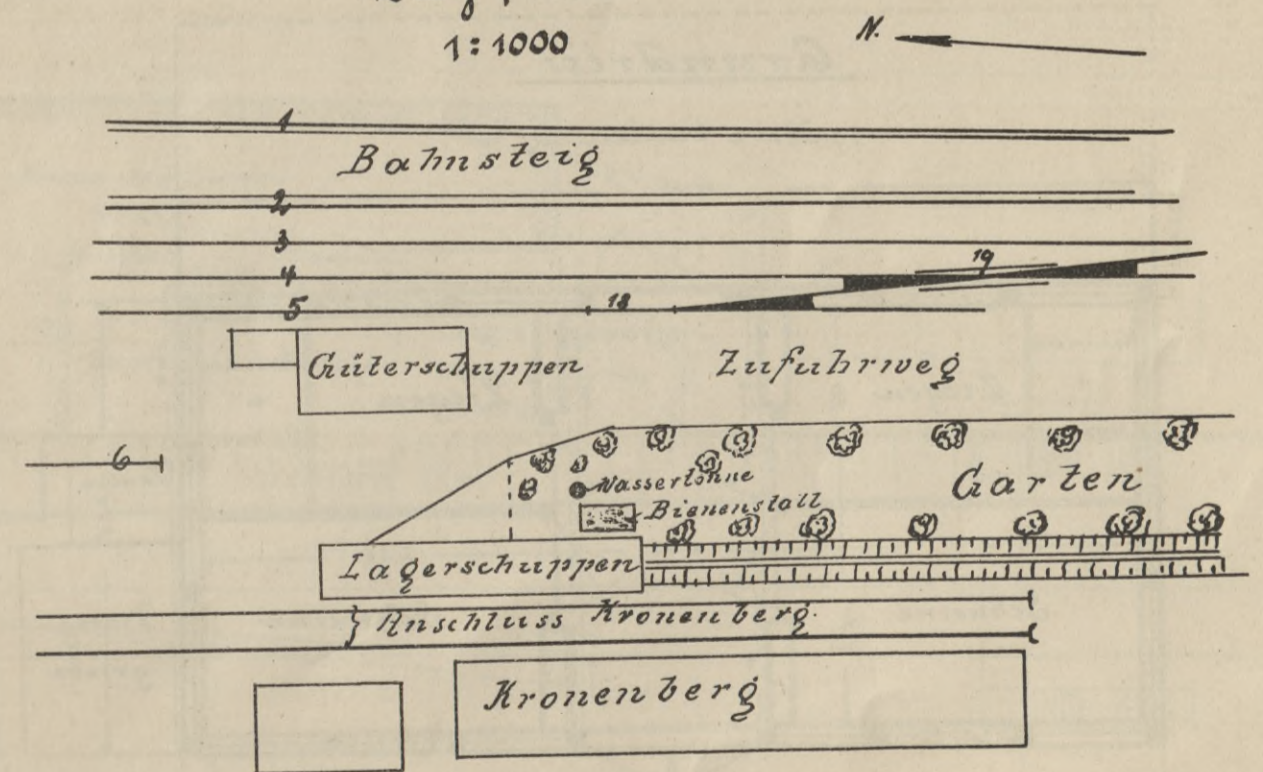 1:1000
N.
1
Bahnsteig
2
3
4
19
5
18
Güterschuppen
Zufuhrweg
6
Wassertonne
Garten
Bienenstall
Lagerschuppen
Anschluss Kronenberg.
Kronenberg